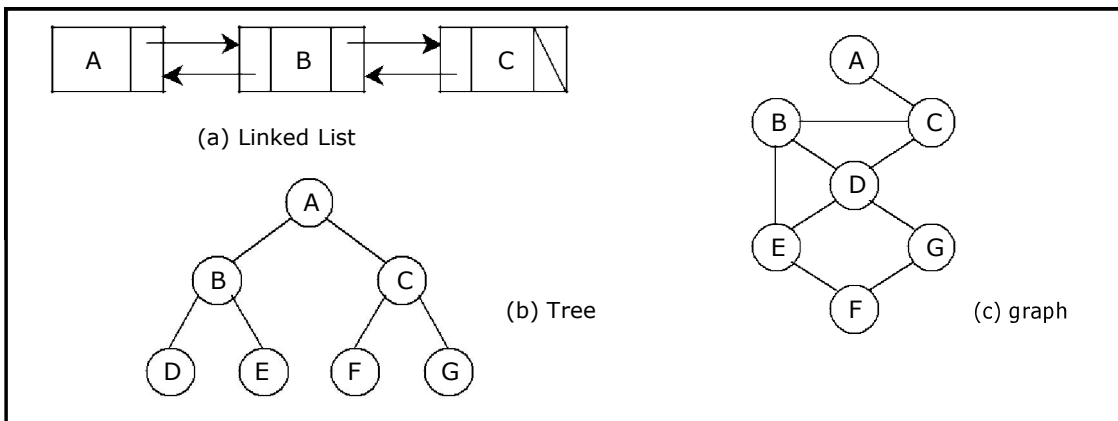 A B C
(a) Linked List
A
B C
D E F G
(b) Tree
A
B C
D
E G
F
(c) graph